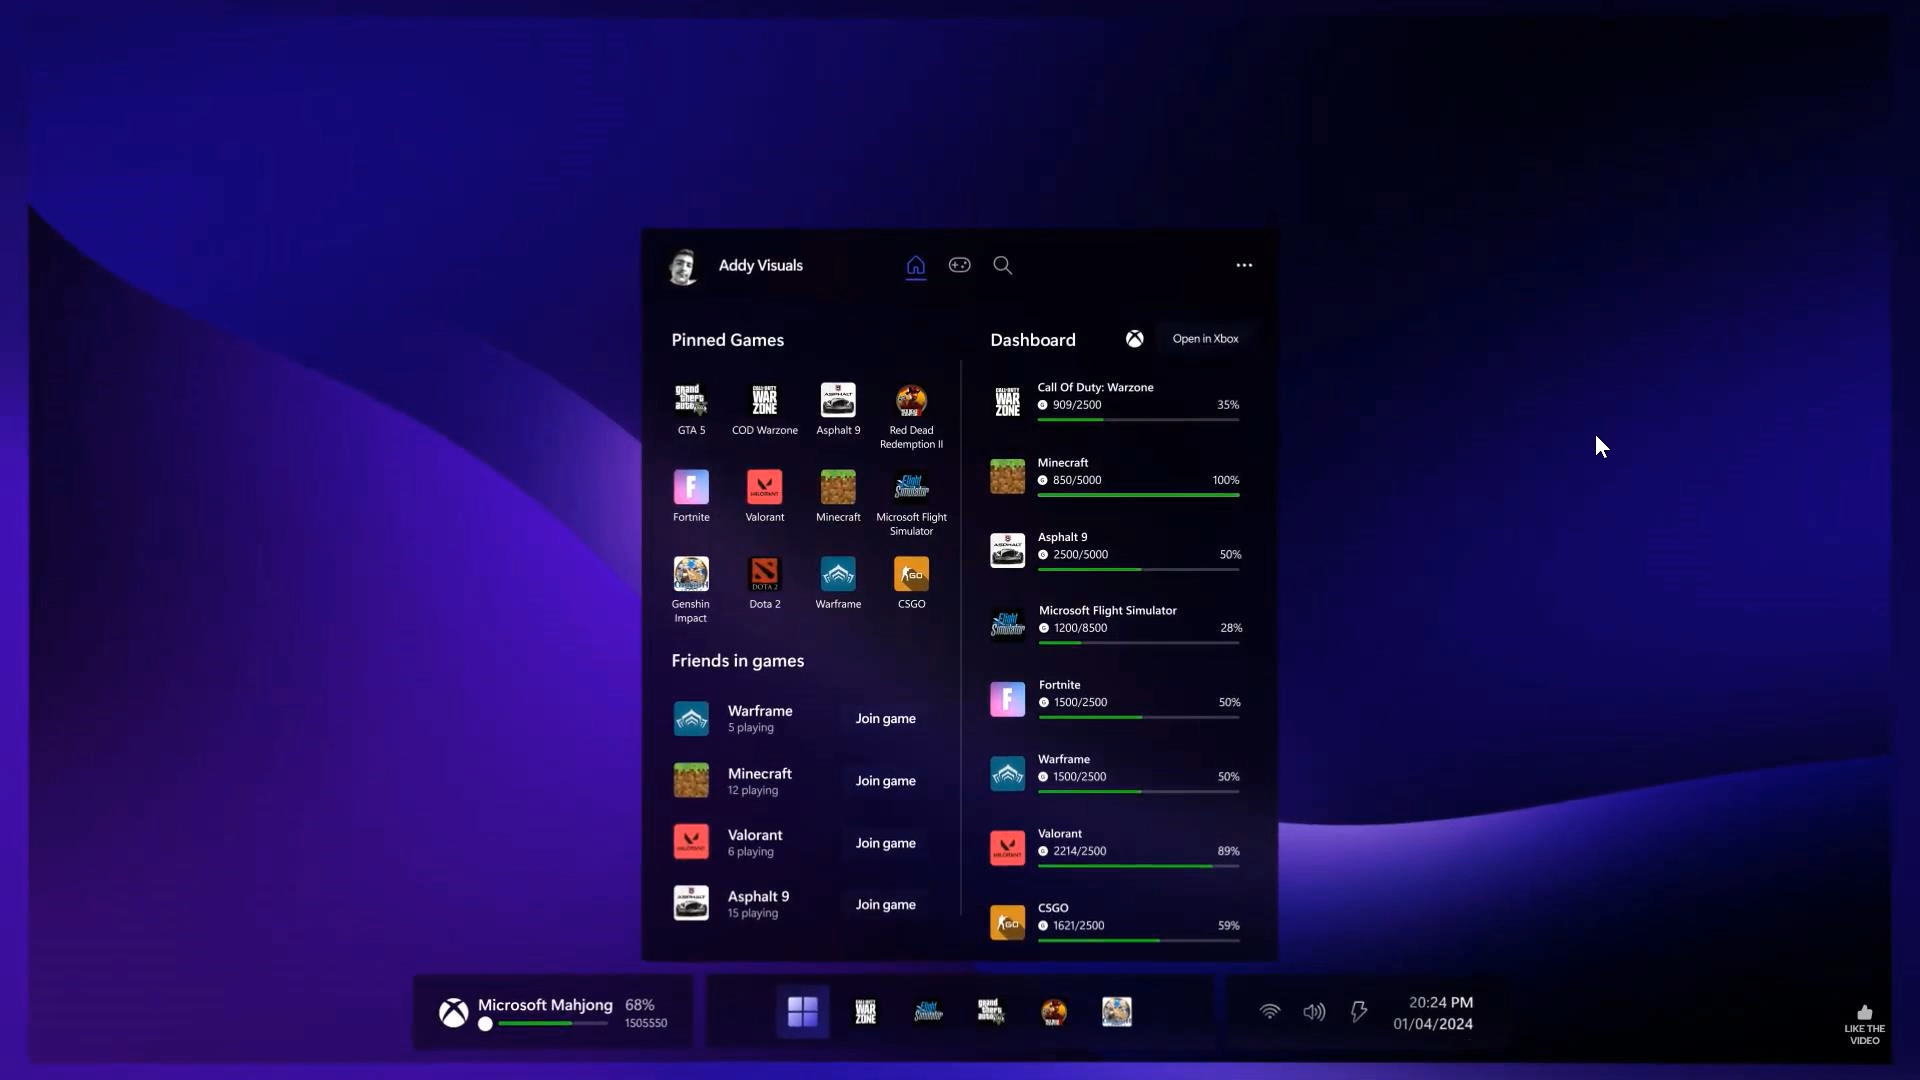 Addy Visuals
Pinned Games
GTA 5
COD Warzone
Asphalt 9
Red Dead
Redemption II
Fortnite
Valorant
Minecraft
Microsoft Flight
Simulator
Genshin
Impact
Dota 2
Warframe
CSGO
Friends in games
Warframe
5 playing
Join game
Minecraft
12 playing
Join game
Valorant
6 playing
Join game
Asphalt 9
15 playing
Join game
Dashboard
Open in Xbox
Call Of Duty: Warzone
909/2500 35%
Minecraft
850/5000 100%
Asphalt 9
2500/5000 50%
Microsoft Flight Simulator
1200/8500 28%
Fortnite
1500/2500 50%
Warframe
1500/2500 50%
Valorant
2214/2500 89%
CSGO
1621/2500 59%
Microsoft Mahjong 68%
1505550
20:24 PM
01/04/2024
LIKE THE
VIDEO